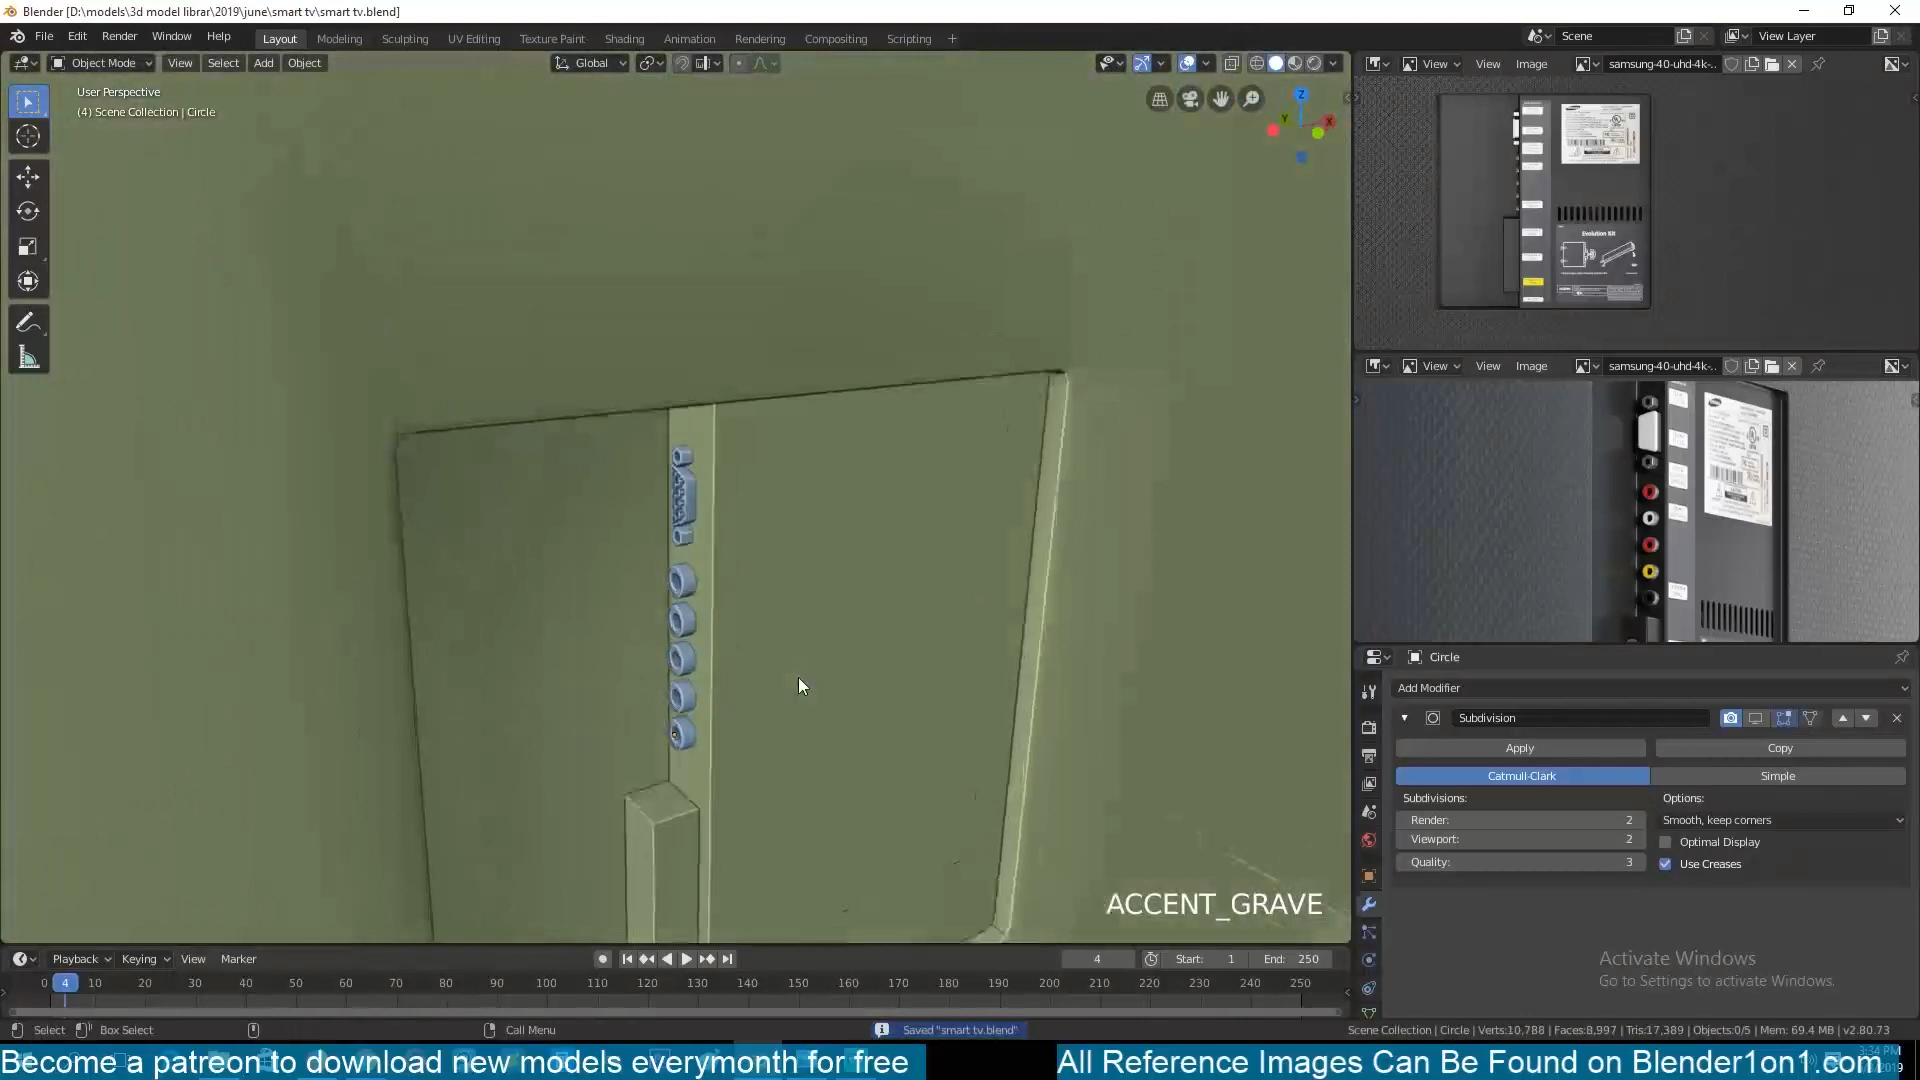 Blender [D:\models\3d model librar\2019\june\smart tv\smart tv.blend]
File Edit Render Window Help Layout Modeling Sculpting UV Editing Texture Paint Shading Animation Rendering Compositing Scripting + Scene View Layer
Object Mode View Select Add Object Global
User Perspective
(4) Scene Collection | Circle
Z
Y
X
View View Image samsung-40-uhd-4k-..
Evolution Kit
View View Image samsung-40-uhd-4k-..
Circle
Add Modifier
Subdivision
Apply Copy
Catmull-Clark Simple
Subdivisions: Options:
Render: 2 Smooth, keep corners
Viewport: 2 Optimal Display
Quality: 3 Use Creases
ACCENT_GRAVE
Activate Windows
Go to Settings to activate Windows.
Playback Keying View Marker 4 Start: 1 End: 250
0 4 10 20 30 40 50 60 70 80 90 100 110 120 130 140 150 160 170 180 190 200 210 220 230 240 250
Select Box Select Call Menu Saved "smart tv.blend" Scene Collection | Circle | Verts:10,788 | Faces:8,997 | Tris:17,389 | Objects:0/5 | Mem: 69.4 MB | v2.80.73
Become a patreon to download new models everymonth for free All Reference Images Can Be Found on Blender1on1.com
3:34 PM